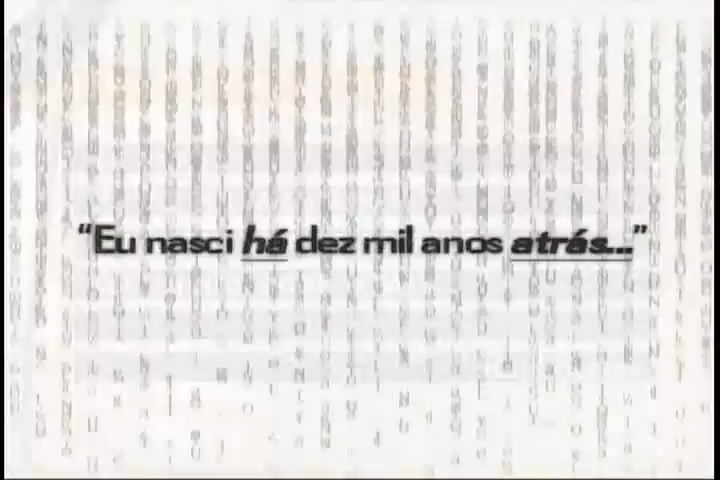 “Eu nasci há dez mil anos atrás...”